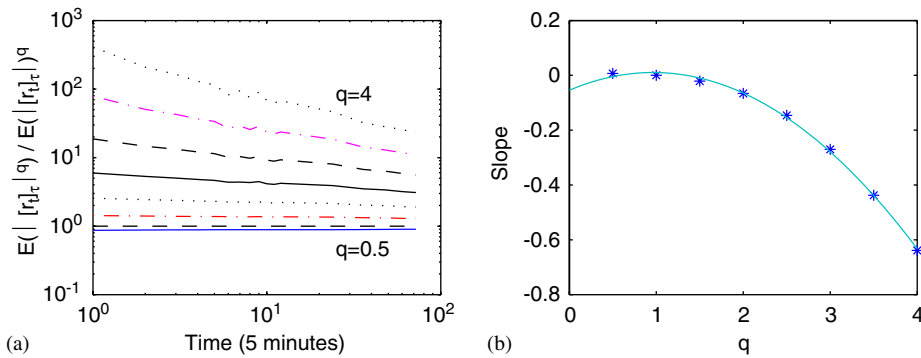 10^3
10^2
10^1
10^0
10^-1
E(| [r_t]_τ |^q) / E(| [r_t]_τ |)^q
q=4
q=0.5
10^0
10^1
10^2
Time (5 minutes)
(a)
0.2
0
-0.2
-0.4
-0.6
-0.8
Slope
0
1
2
3
4
q
(b)